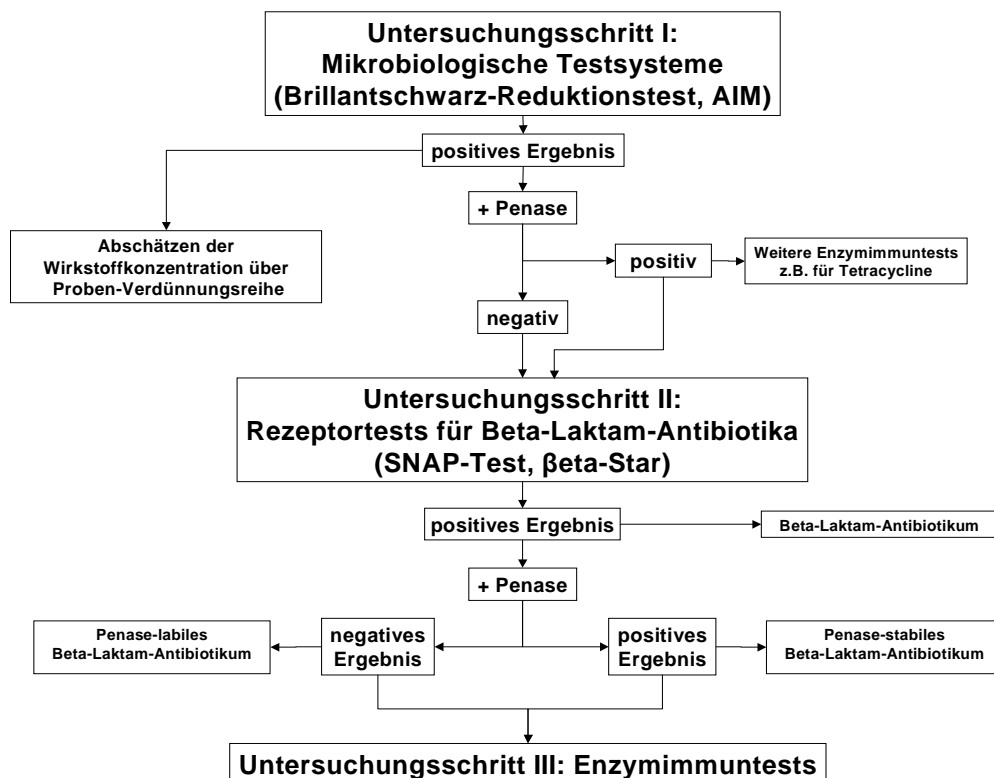 Untersuchungsschritt I:
Mikrobiologische Testsysteme
(Brillantschwarz-Reduktionstest, AIM)
positives Ergebnis
+ Penase
Abschätzen der
Wirkstoffkonzentration über
Proben-Verdünnungsreihe
positiv
Weitere Enzymimmuntests
z.B. für Tetracycline
negativ
Untersuchungsschritt II:
Rezeptortests für Beta-Laktam-Antibiotika
(SNAP-Test, βeta-Star)
positives Ergebnis
Beta-Laktam-Antibiotikum
+ Penase
Penase-labiles
Beta-Laktam-Antibiotikum
negatives
Ergebnis
positives
Ergebnis
Penase-stabiles
Beta-Laktam-Antibiotikum
Untersuchungsschritt III: Enzymimmuntests